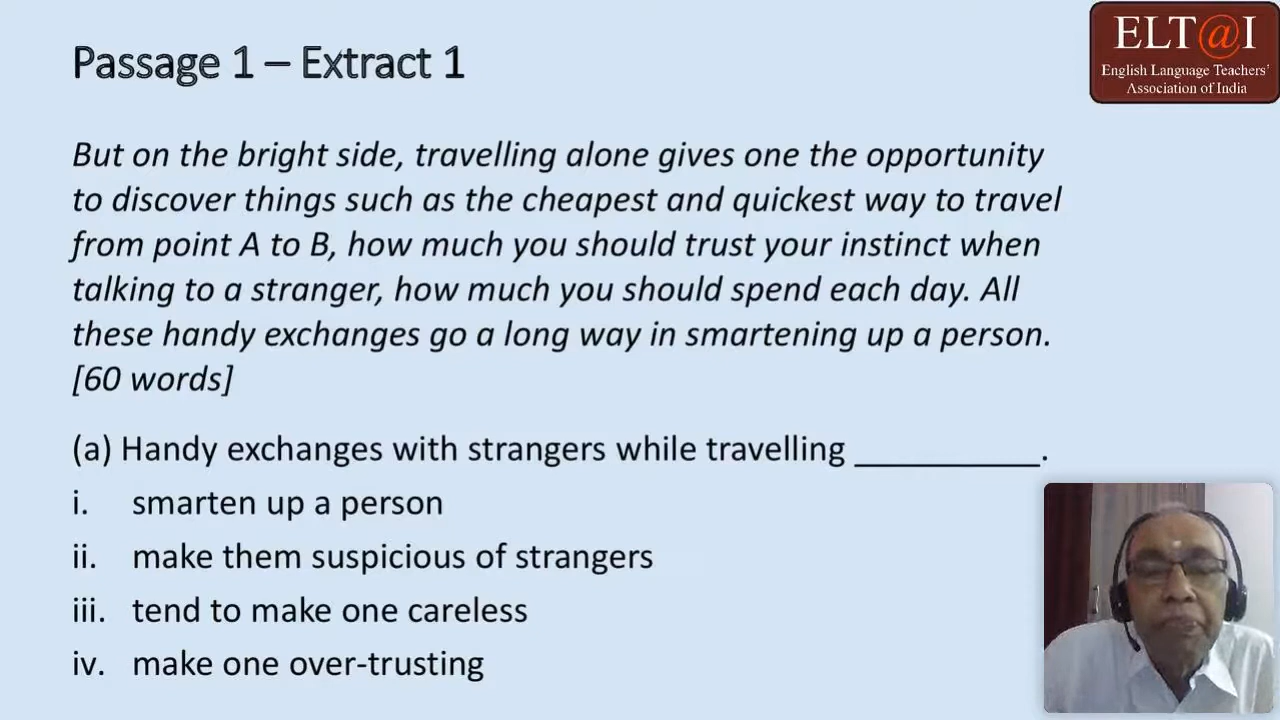 Passage 1 – Extract 1
ELT@I
English Language Teachers’
Association of India
But on the bright side, travelling alone gives one the opportunity
to discover things such as the cheapest and quickest way to travel
from point A to B, how much you should trust your instinct when
talking to a stranger, how much you should spend each day. All
these handy exchanges go a long way in smartening up a person.
[60 words]
(a) Handy exchanges with strangers while travelling __________.
i. smarten up a person
ii. make them suspicious of strangers
iii. tend to make one careless
iv. make one over-trusting